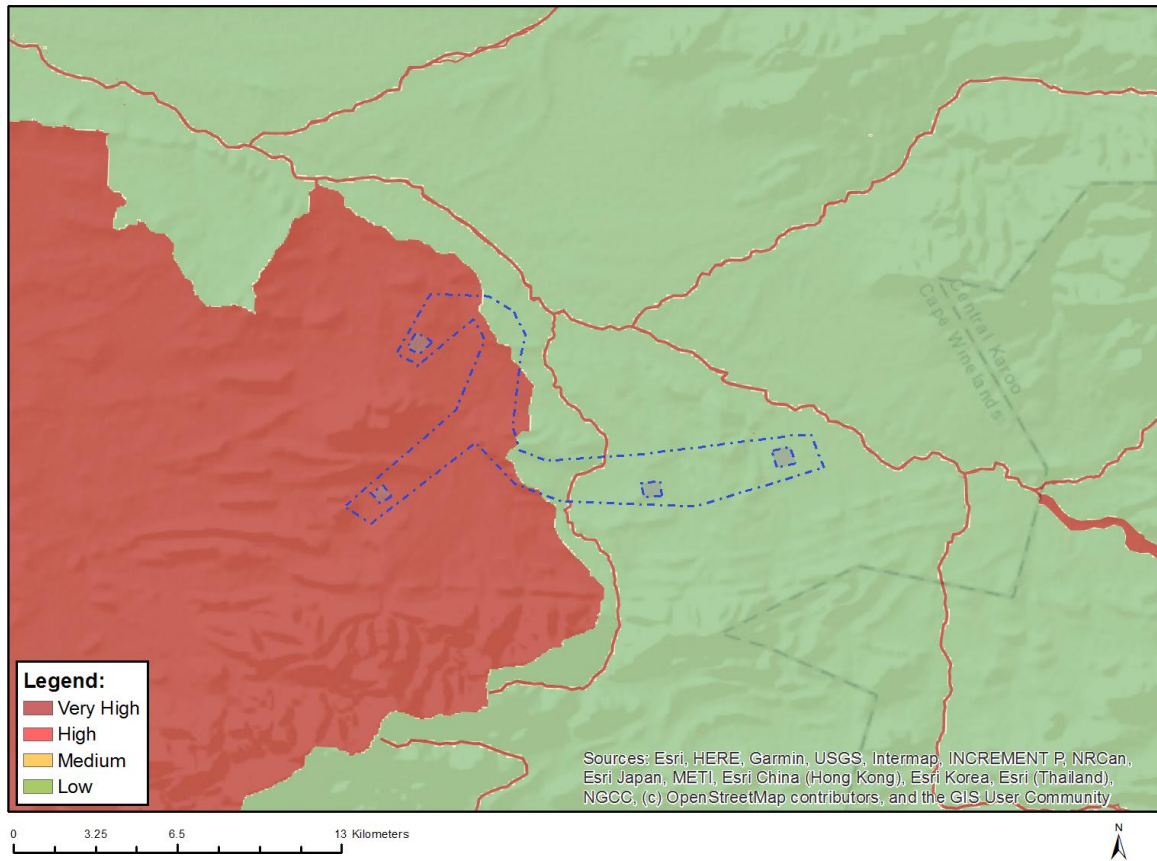 Central Karoo
Cape Winelands
Legend:
Very High
High
Medium
Low
Sources: Esri, HERE, Garmin, USGS, Intermap, INCREMENT P, NRCan,
Esri Japan, METI, Esri China (Hong Kong), Esri Korea, Esri (Thailand),
NGCC, (c) OpenStreetMap contributors, and the GIS User Community
0 3.25 6.5 13 Kilometers
N